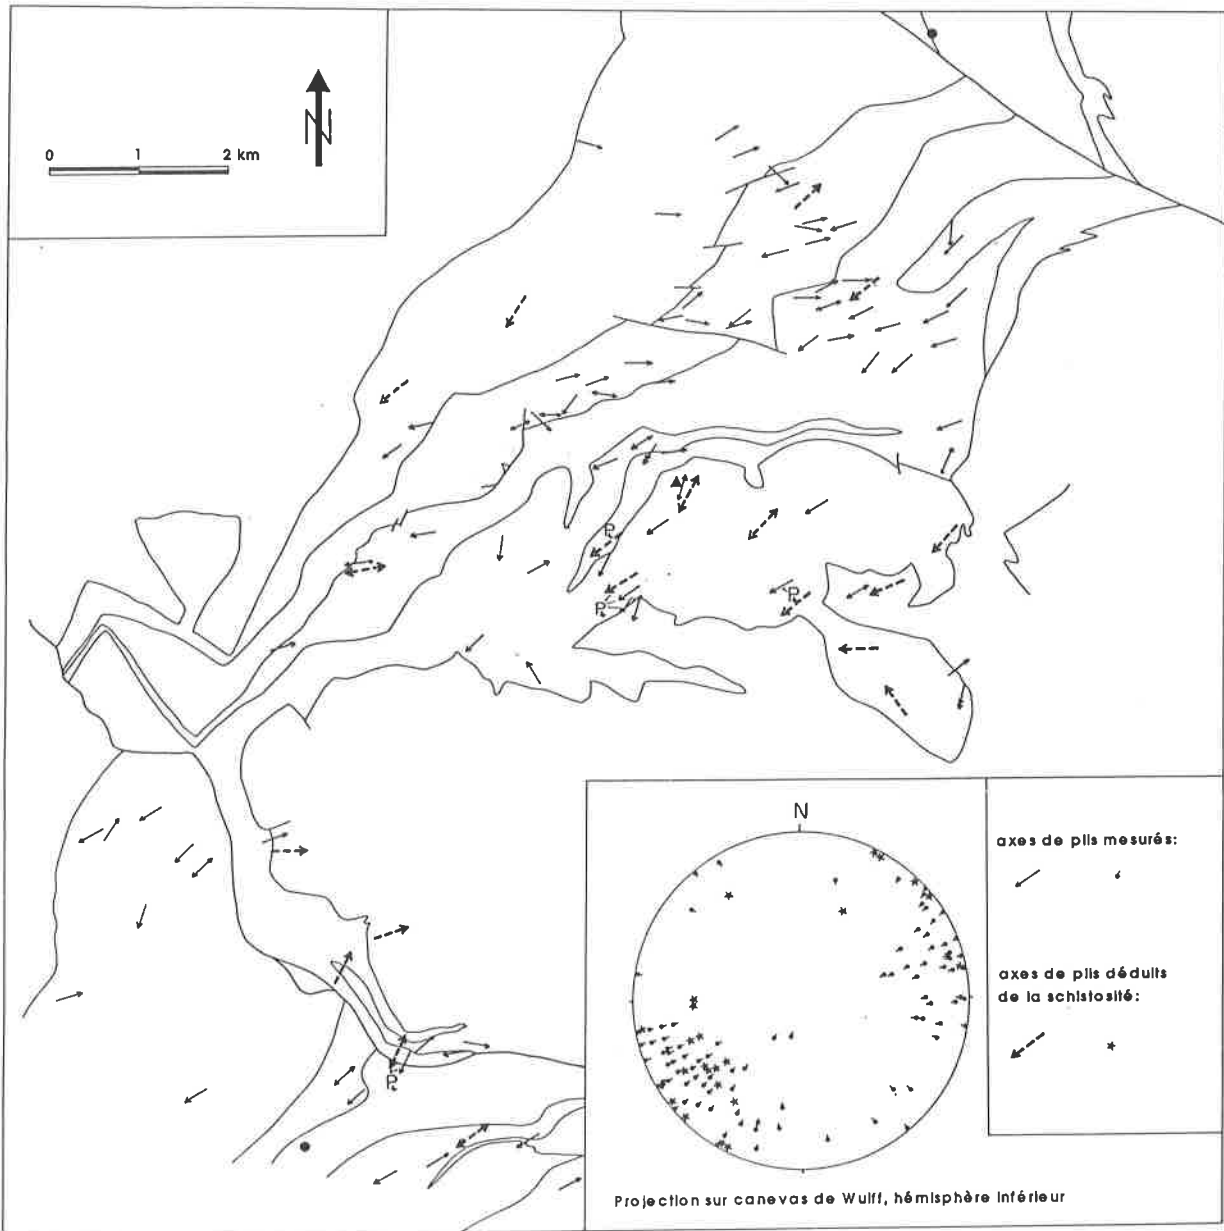 N
0 1 2 km
P
P
P
P
N
axes de plis mesurés:
axes de plis déduits
de la schistosité:
Projection sur canevas de Wulff, hémisphère inférieur